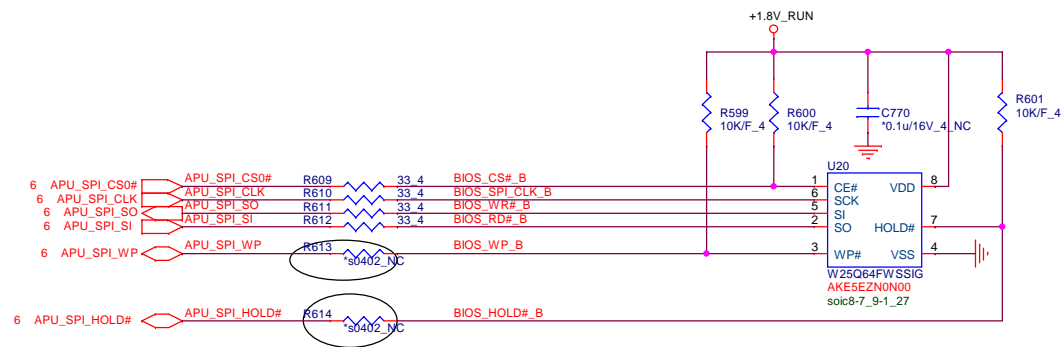 +1.8V_RUN
R599
10K/F_4
R600
10K/F_4
C770
*0.1u/16V_4_NC
R601
10K/F_4
U20
6 APU_SPI_CS0# APU_SPI_CS0# R609 33_4 BIOS_CS#_B 1 CE# VDD 8
6 APU_SPI_CLK APU_SPI_CLK R610 33_4 BIOS_SPI_CLK_B 6 SCK
6 APU_SPI_SO APU_SPI_SO R611 33_4 BIOS_WR#_B 5 SI
6 APU_SPI_SI APU_SPI_SI R612 33_4 BIOS_RD#_B 2 SO HOLD# 7
6 APU_SPI_WP APU_SPI_WP R613 *s0402_NC BIOS_WP_B 3 WP# VSS 4
W25Q64FWSSIG
AKE5EZN0N00
soic8-7_9-1_27
6 APU_SPI_HOLD# APU_SPI_HOLD# R614 *s0402_NC BIOS_HOLD#_B